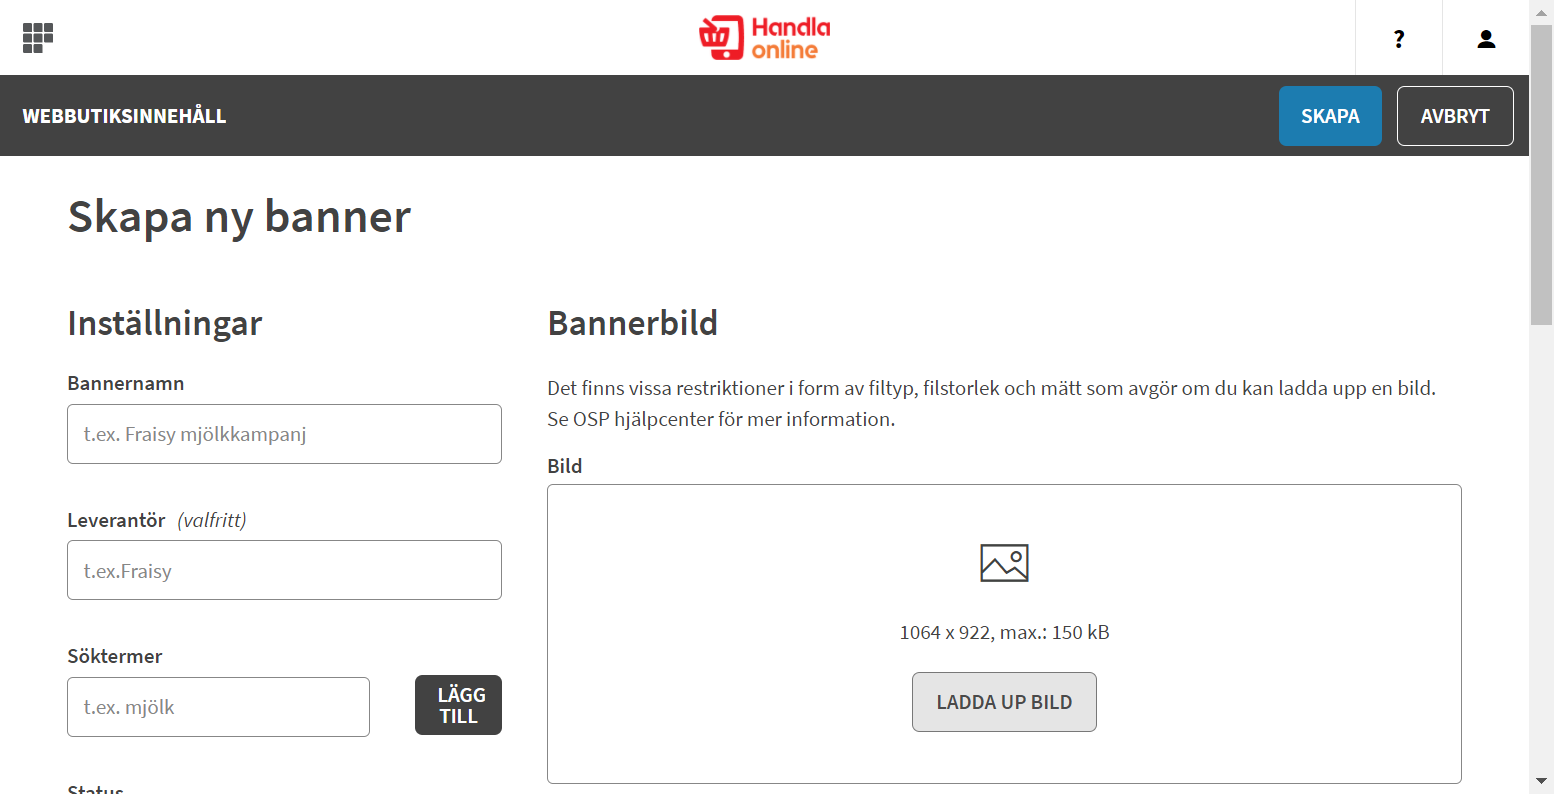 Handla
online
?
WEBBUTIKSINNEHÅLL
SKAPA
AVBRYT
Skapa ny banner
Inställningar
Bannernamn
t.ex. Fraisy mjölkkampanj
Leverantör (valfritt)
t.ex.Fraisy
Söktermer
t.ex. mjölk
LÄGG
TILL
Status
Bannerbild
Det finns vissa restriktioner i form av filtyp, filstorlek och mätt som avgör om du kan ladda upp en bild.
Se OSP hjälpcenter för mer information.
Bild
1064 x 922, max.: 150 kB
LADDA UP BILD